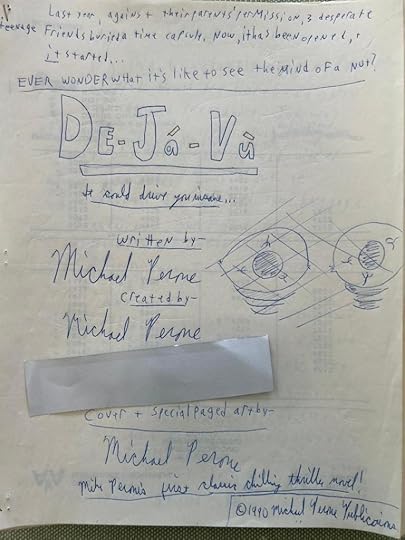 Last year, against their parents' permission, 3 desperate
teenage friends buried a time capsule. Now, it has been opened, +
it started...
EVER WONDER what it's like to see the mind of a nut?
DE-Já-Vù
It could drive you insane...
written by-
Michael Perone
Created by-
Michael Perone
Cover + special paged art by-
Michael Perone
Mike Perone's first classic chilling thriller novel!
©1990 Michael Perone Publications